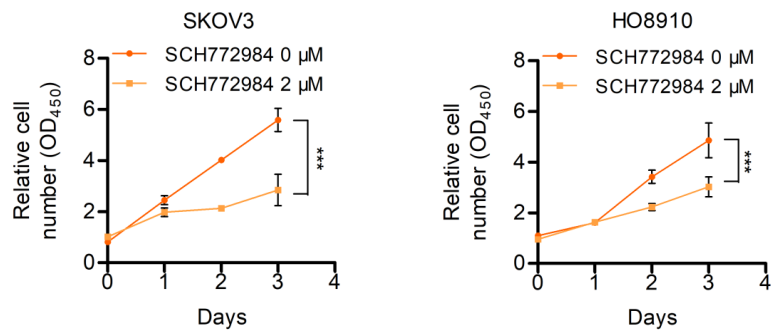 SKOV3
SCH772984 0 µM
SCH772984 2 µM
Relative cell
number (OD450)
8
6
4
2
0
***
0 1 2 3 4
Days
HO8910
SCH772984 0 µM
SCH772984 2 µM
Relative cell
number (OD450)
8
6
4
2
0
***
0 1 2 3 4
Days